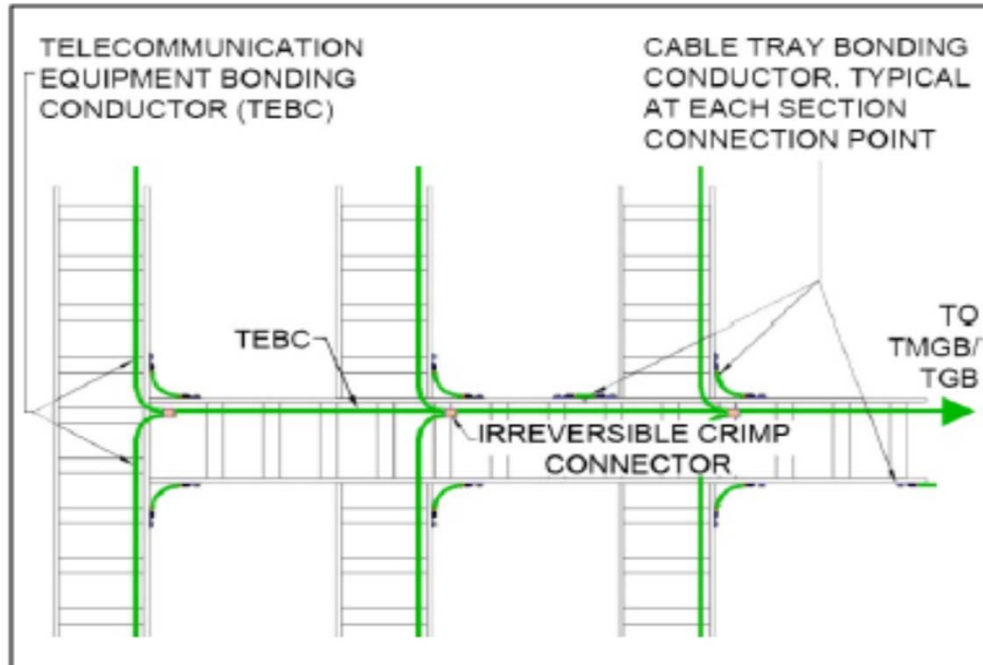 TELECOMMUNICATION
EQUIPMENT BONDING
CONDUCTOR (TEBC)
CABLE TRAY BONDING
CONDUCTOR. TYPICAL
AT EACH SECTION
CONNECTION POINT
TEBC
TO
TMGB/
TGB
IRREVERSIBLE CRIMP
CONNECTOR